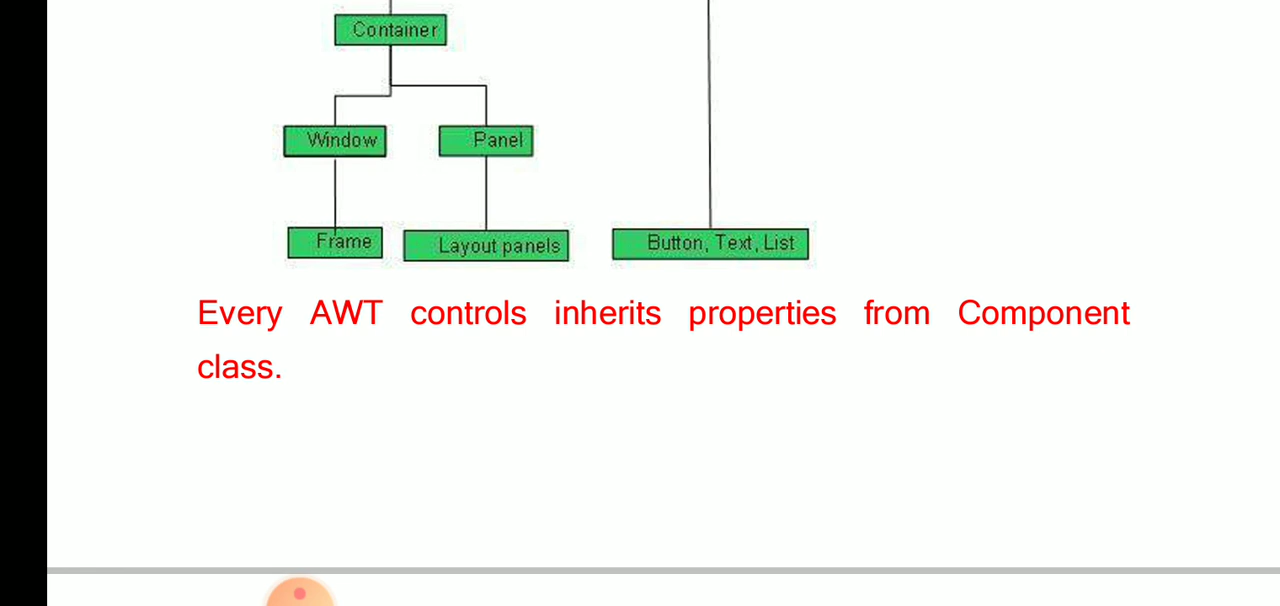 Container
Window Panel
Frame Layout panels Button, Text, List
Every AWT controls inherits properties from Component
class.